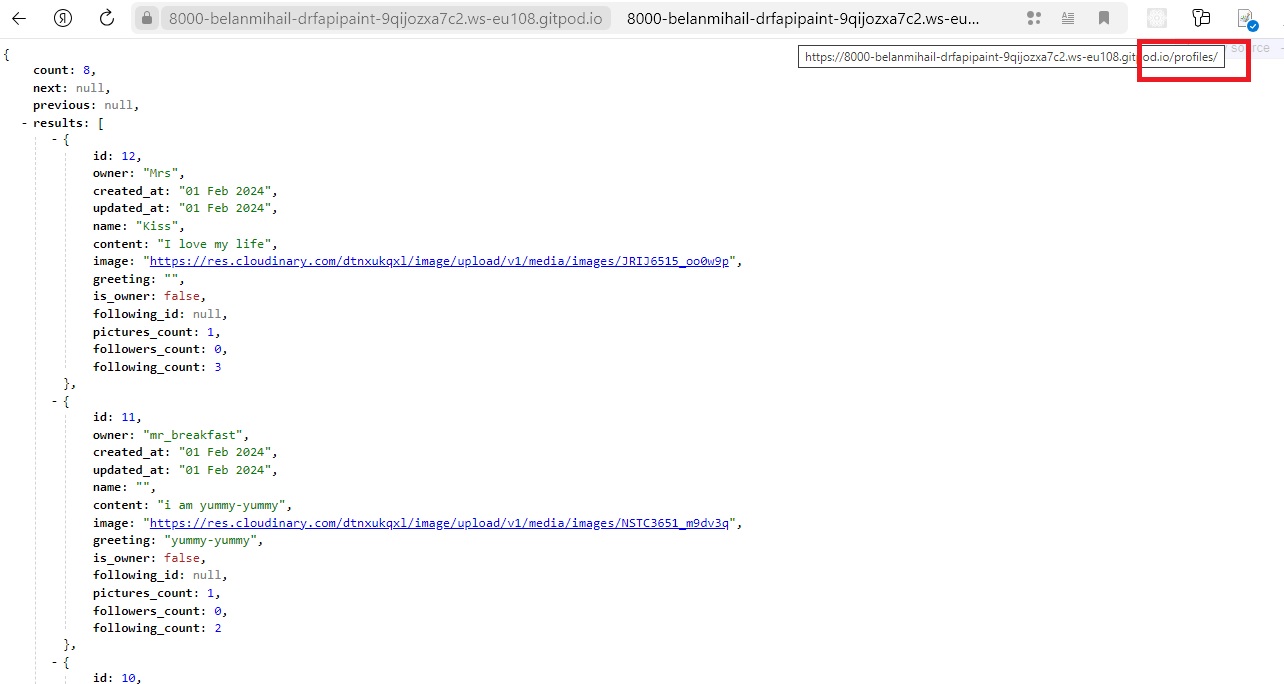 Я 8000-belanmihail-drfapipaint-9qijozxa7c2.ws-eu108.gitpod.io 8000-belanmihail-drfapipaint-9qijozxa7c2.ws-eu...
https://8000-belanmihail-drfapipaint-9qijozxa7c2.ws-eu108.gitpod.io/profiles/ source
{
count: 8,
next: null,
previous: null,
- results: [
- {
id: 12,
owner: "Mrs",
created_at: "01 Feb 2024",
updated_at: "01 Feb 2024",
name: "Kiss",
content: "I love my life",
image: "https://res.cloudinary.com/dtnxukqxl/image/upload/v1/media/images/JRIJ6515_oo0w9p",
greeting: "",
is_owner: false,
following_id: null,
pictures_count: 1,
followers_count: 0,
following_count: 3
},
- {
id: 11,
owner: "mr_breakfast",
created_at: "01 Feb 2024",
updated_at: "01 Feb 2024",
name: "",
content: "i am yummy-yummy",
image: "https://res.cloudinary.com/dtnxukqxl/image/upload/v1/media/images/NSTC3651_m9dv3q",
greeting: "yummy-yummy",
is_owner: false,
following_id: null,
pictures_count: 1,
followers_count: 0,
following_count: 2
},
- {
id: 10,